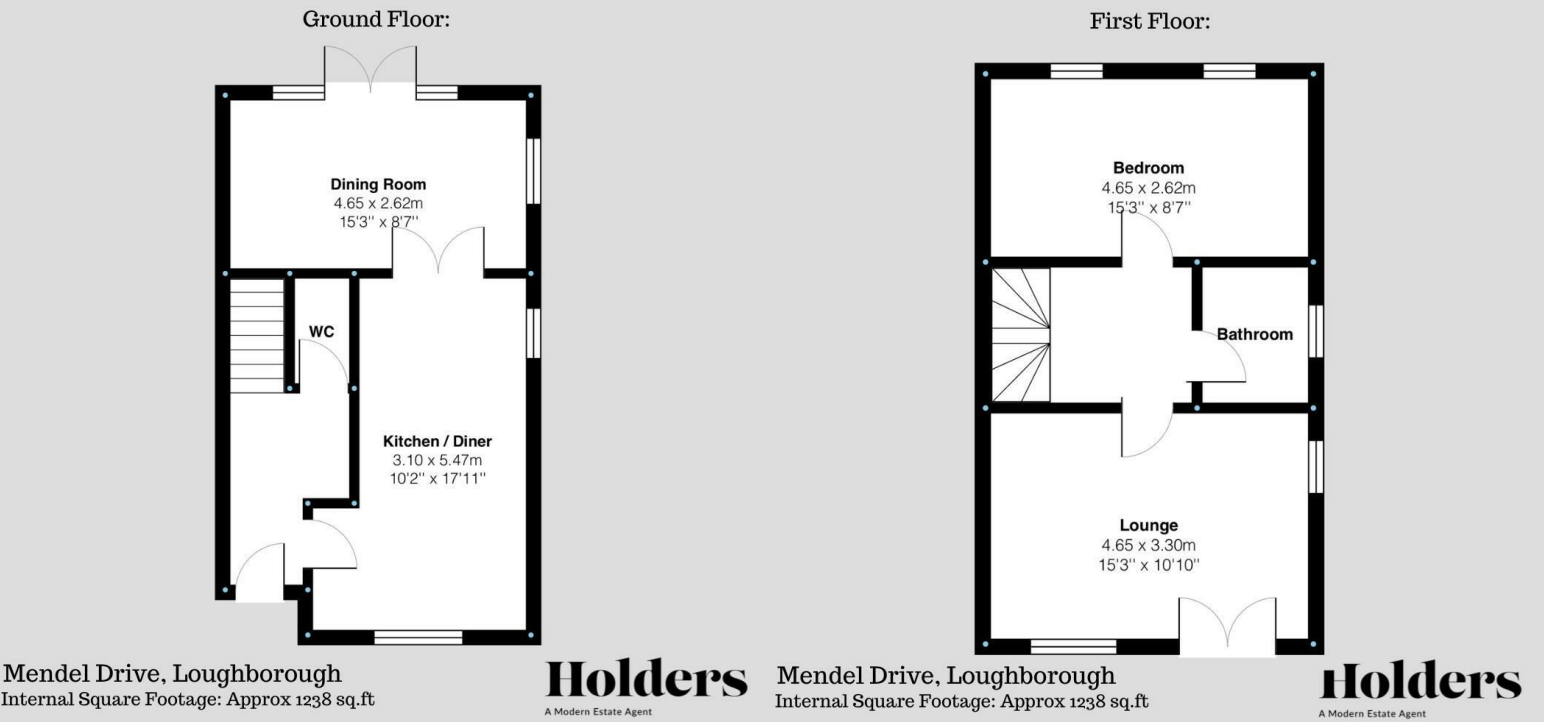 Ground Floor:
Dining Room
4.65 x 2.62m
15'3" x 8'7"
WC
Kitchen / Diner
3.10 x 5.47m
10'2" x 17'11"
Mendel Drive, Loughborough
Internal Square Footage: Approx 1238 sq.ft
Holders
A Modern Estate Agent
First Floor:
Bedroom
4.65 x 2.62m
15'3" x 8'7"
Bathroom
Lounge
4.65 x 3.30m
15'3" x 10'10"
Mendel Drive, Loughborough
Internal Square Footage: Approx 1238 sq.ft
Holders
A Modern Estate Agent